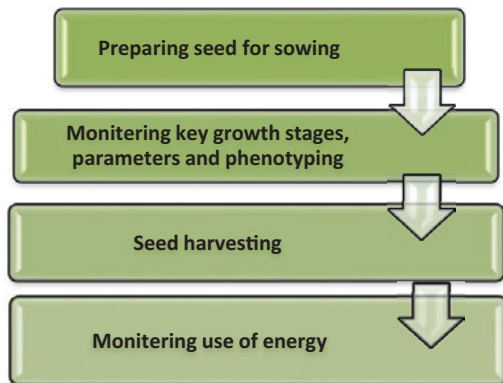 Preparing seed for sowing
Monitering key growth stages,
parameters and phenotyping
Seed harvesting
Monitering use of energy